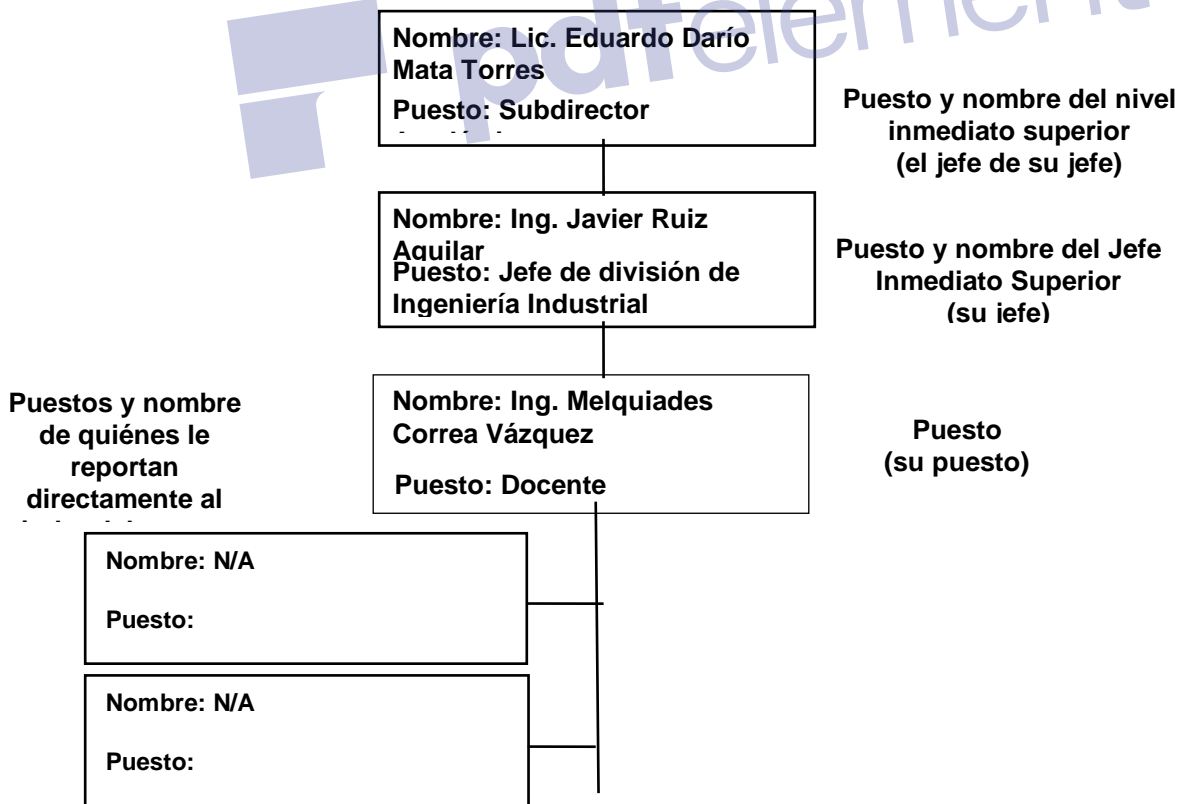 pdfelement
Nombre: Lic. Eduardo Darío
Mata Torres
Puesto: Subdirector
Puesto y nombre del nivel
inmediato superior
(el jefe de su jefe)
Nombre: Ing. Javier Ruiz
Aguilar
Puesto: Jefe de división de
Ingeniería Industrial
Puesto y nombre del Jefe
Inmediato Superior
(su jefe)
Puestos y nombre
de quiénes le
reportan
directamente al
Nombre: Ing. Melquiades
Correa Vázquez
Puesto: Docente
Puesto
(su puesto)
Nombre: N/A
Puesto:
Nombre: N/A
Puesto: